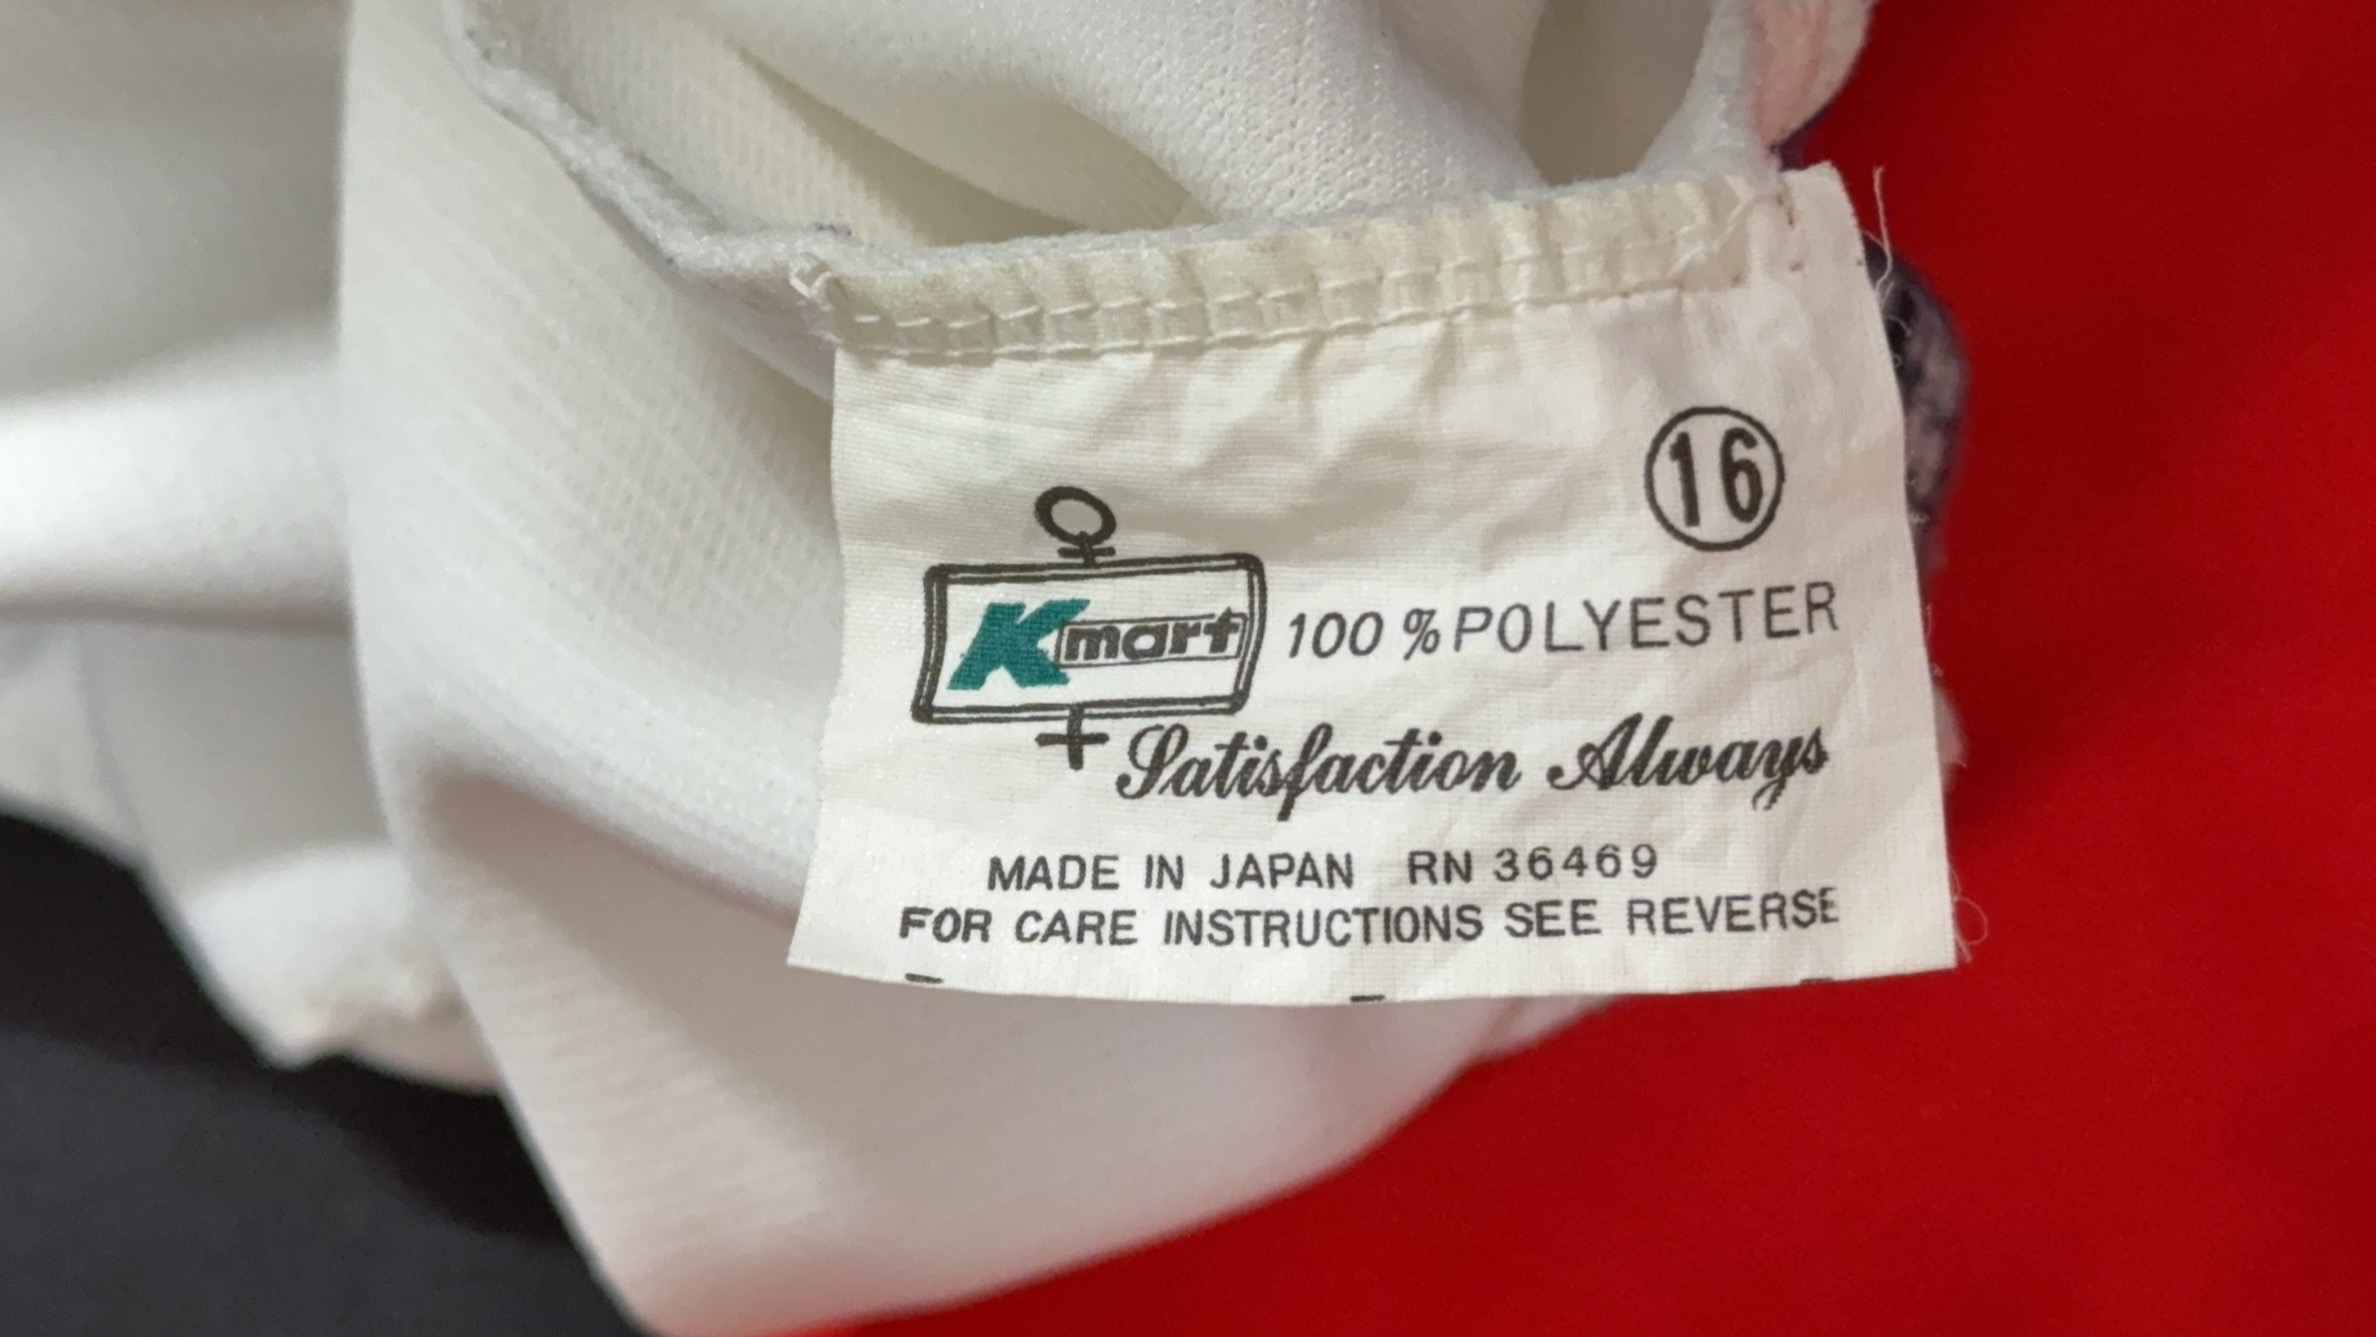 16
Kmart
100 % POLYESTER
Satisfaction Always
MADE IN JAPAN RN 36469
FOR CARE INSTRUCTIONS SEE REVERSE